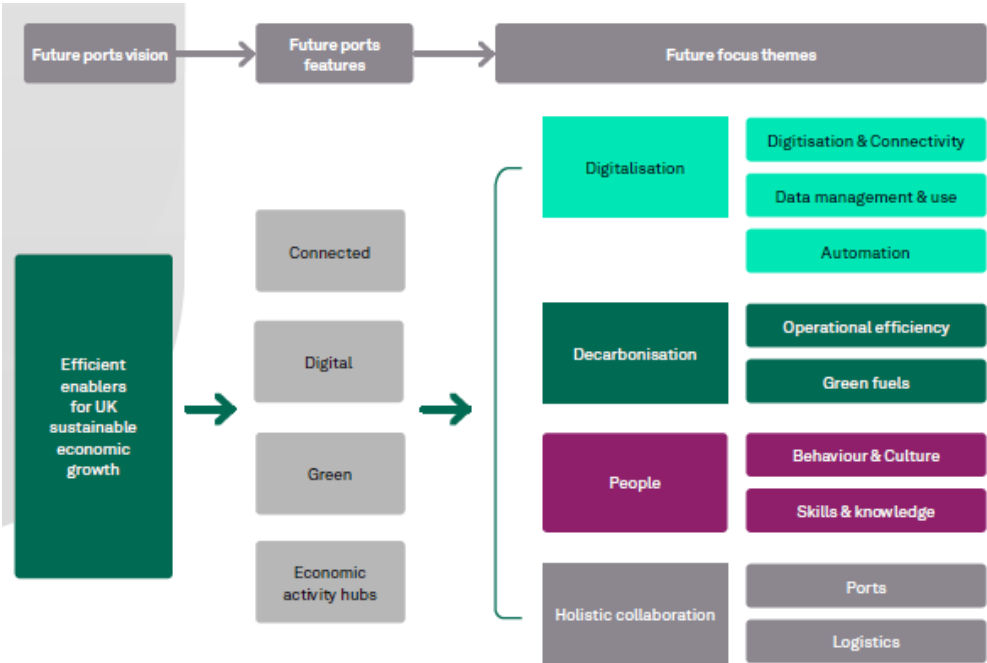 Future ports vision
Future ports
features
Future focus themes
Efficient
enablers
for UK
sustainable
economic
growth
Connected
Digital
Green
Economic
activity hubs
Digitalisation
Digitisation & Connectivity
Data management & use
Automation
Decarbonisation
Operational efficiency
Green fuels
People
Behaviour & Culture
Skills & knowledge
Holistic collaboration
Ports
Logistics